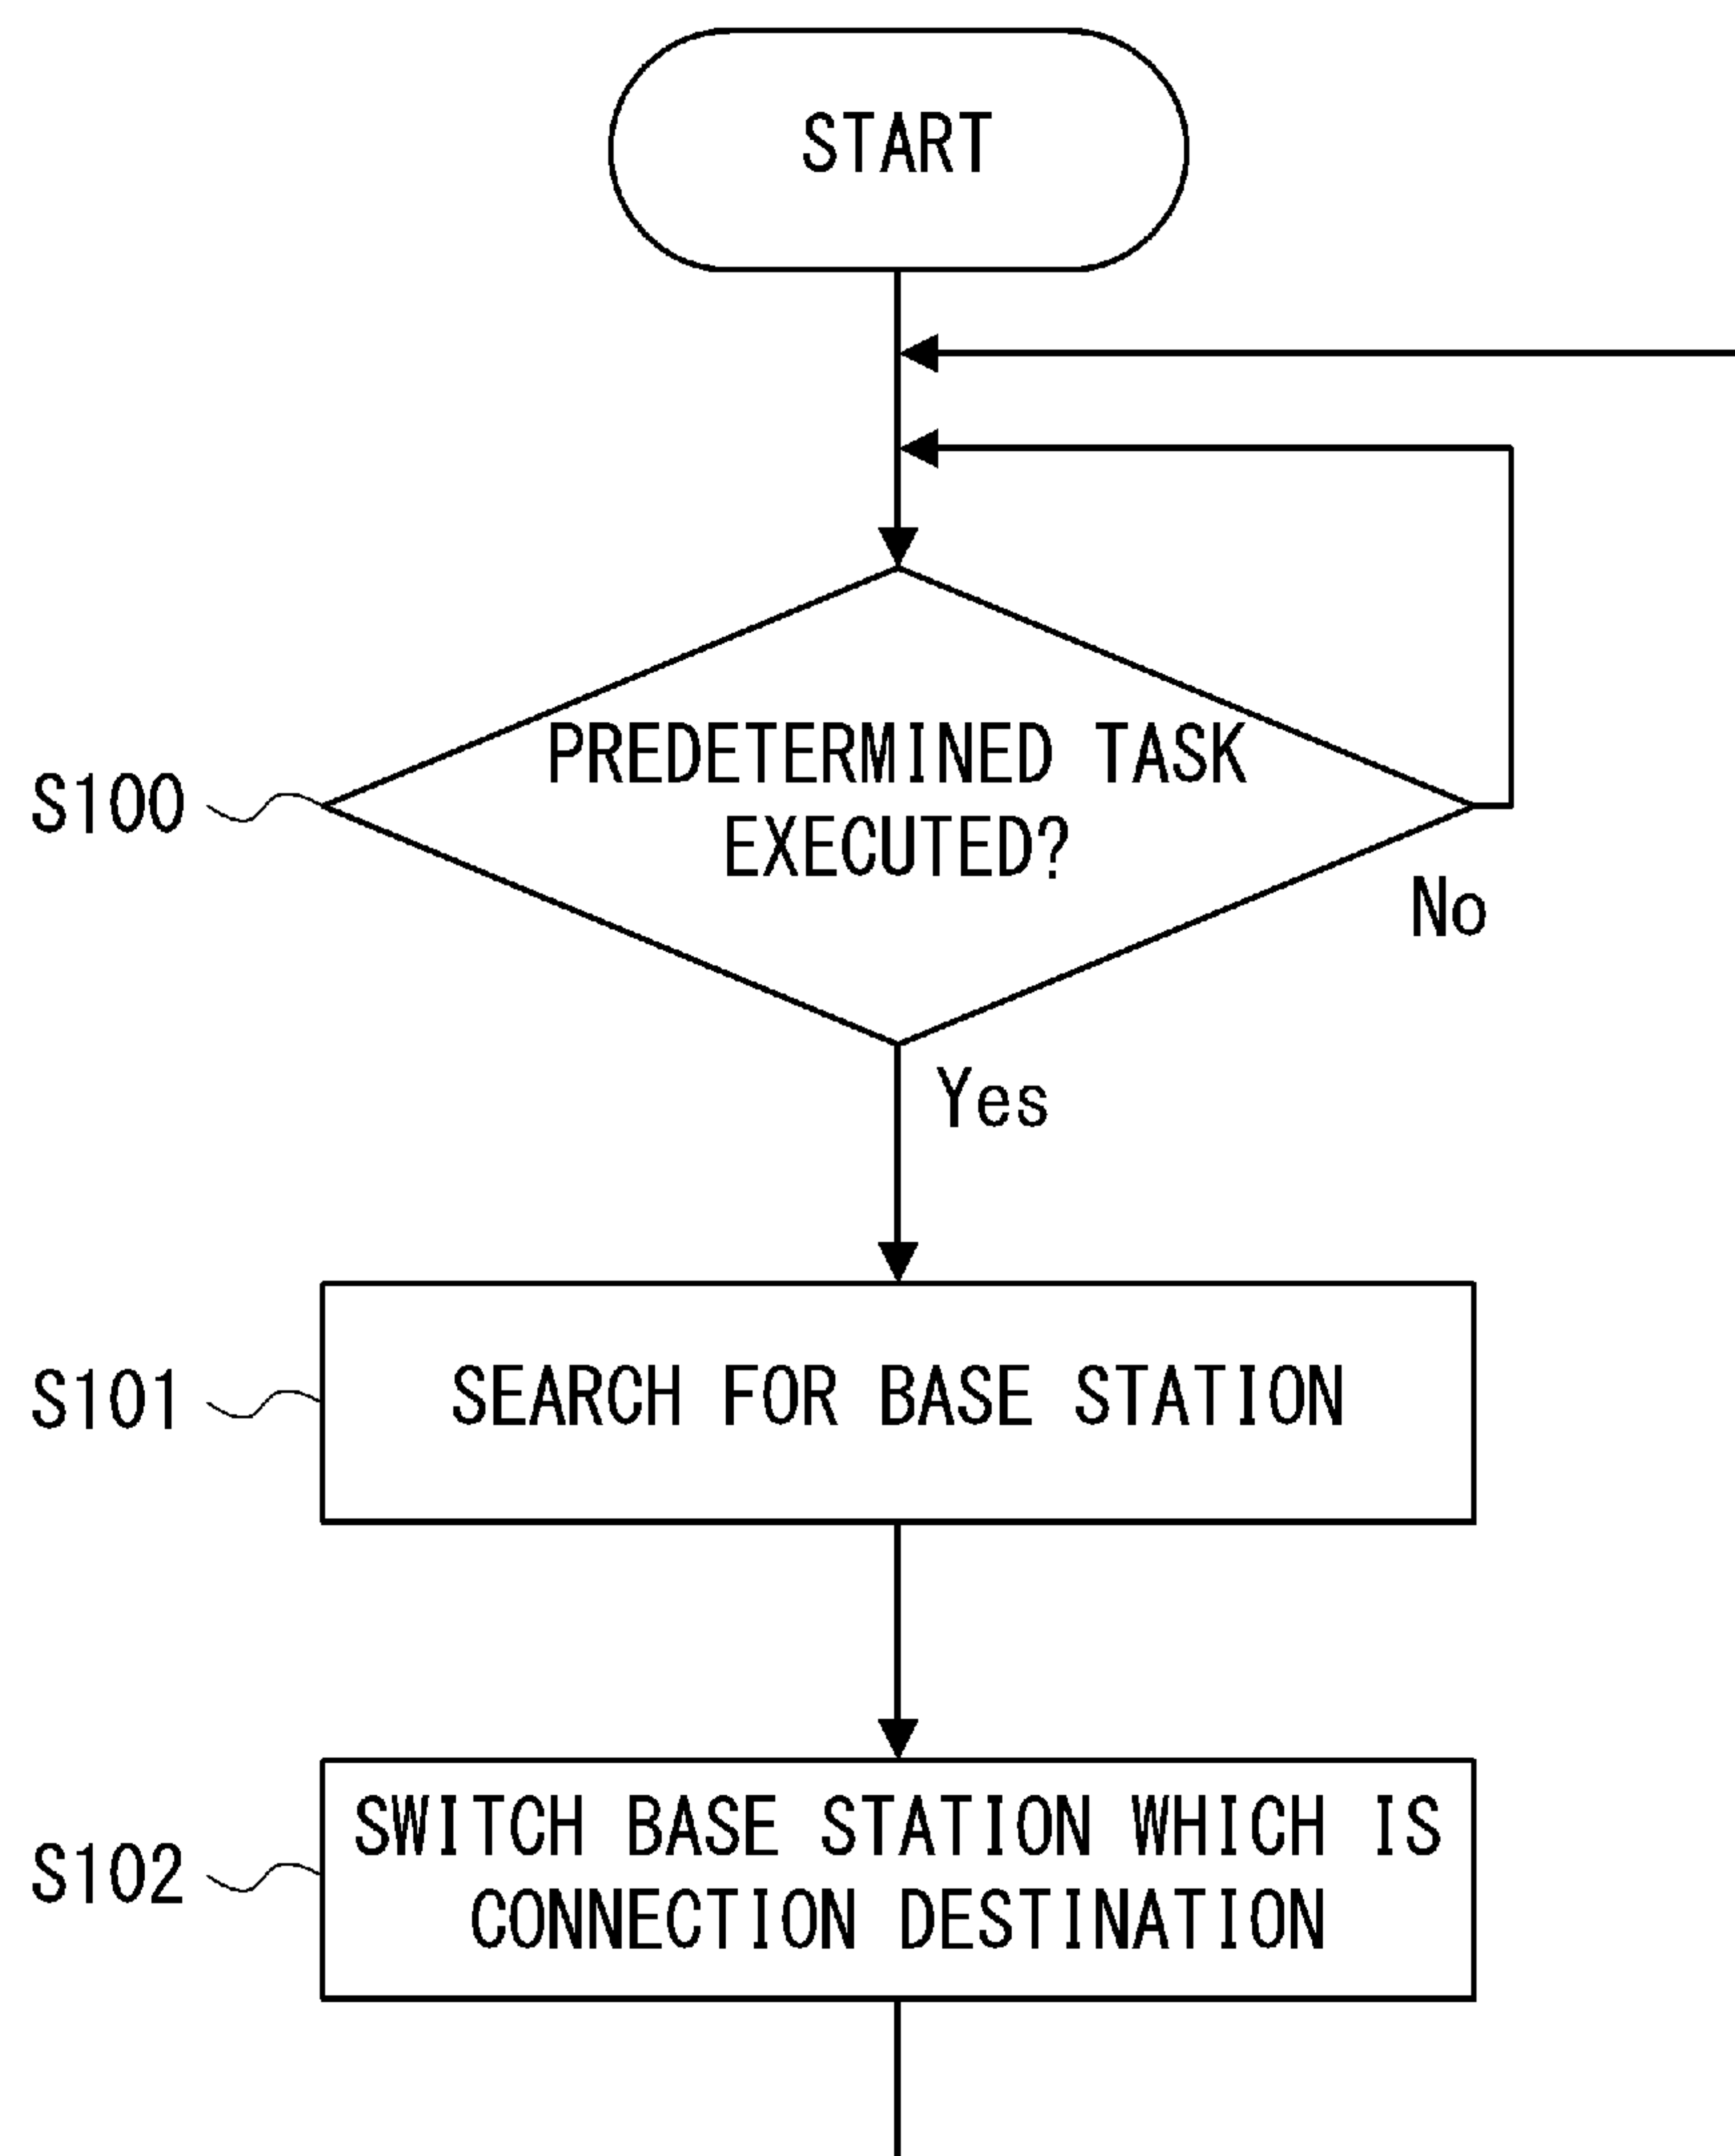 START
PREDETERMINED TASK
EXECUTED?
S100
No
Yes
S101
SEARCH FOR BASE STATION
SWITCH BASE STATION WHICH IS
CONNECTION DESTINATION
S102